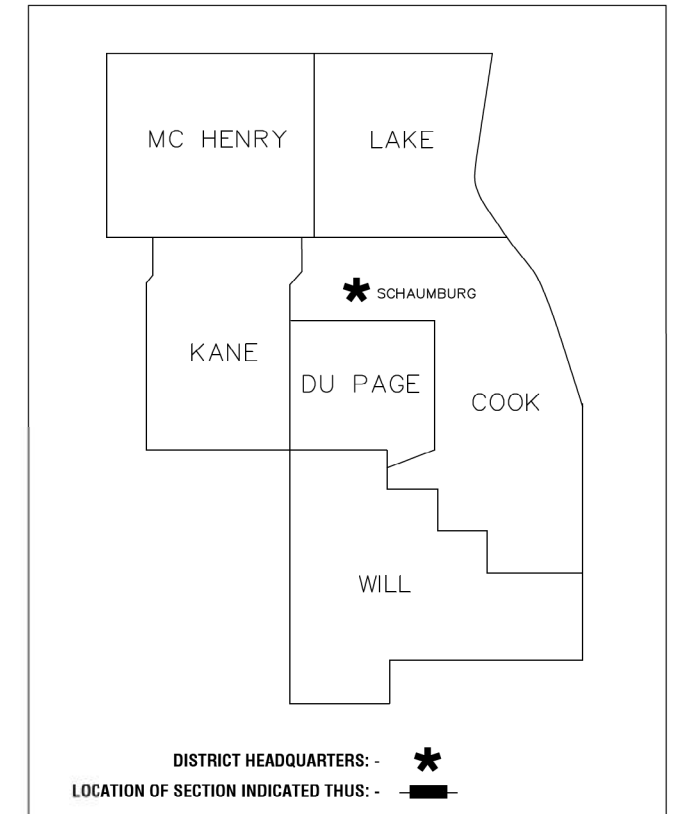 MC HENRY
LAKE
SCHAUMBURG
KANE
DU PAGE
COOK
WILL
DISTRICT HEADQUARTERS: -
LOCATION OF SECTION INDICATED THUS: -